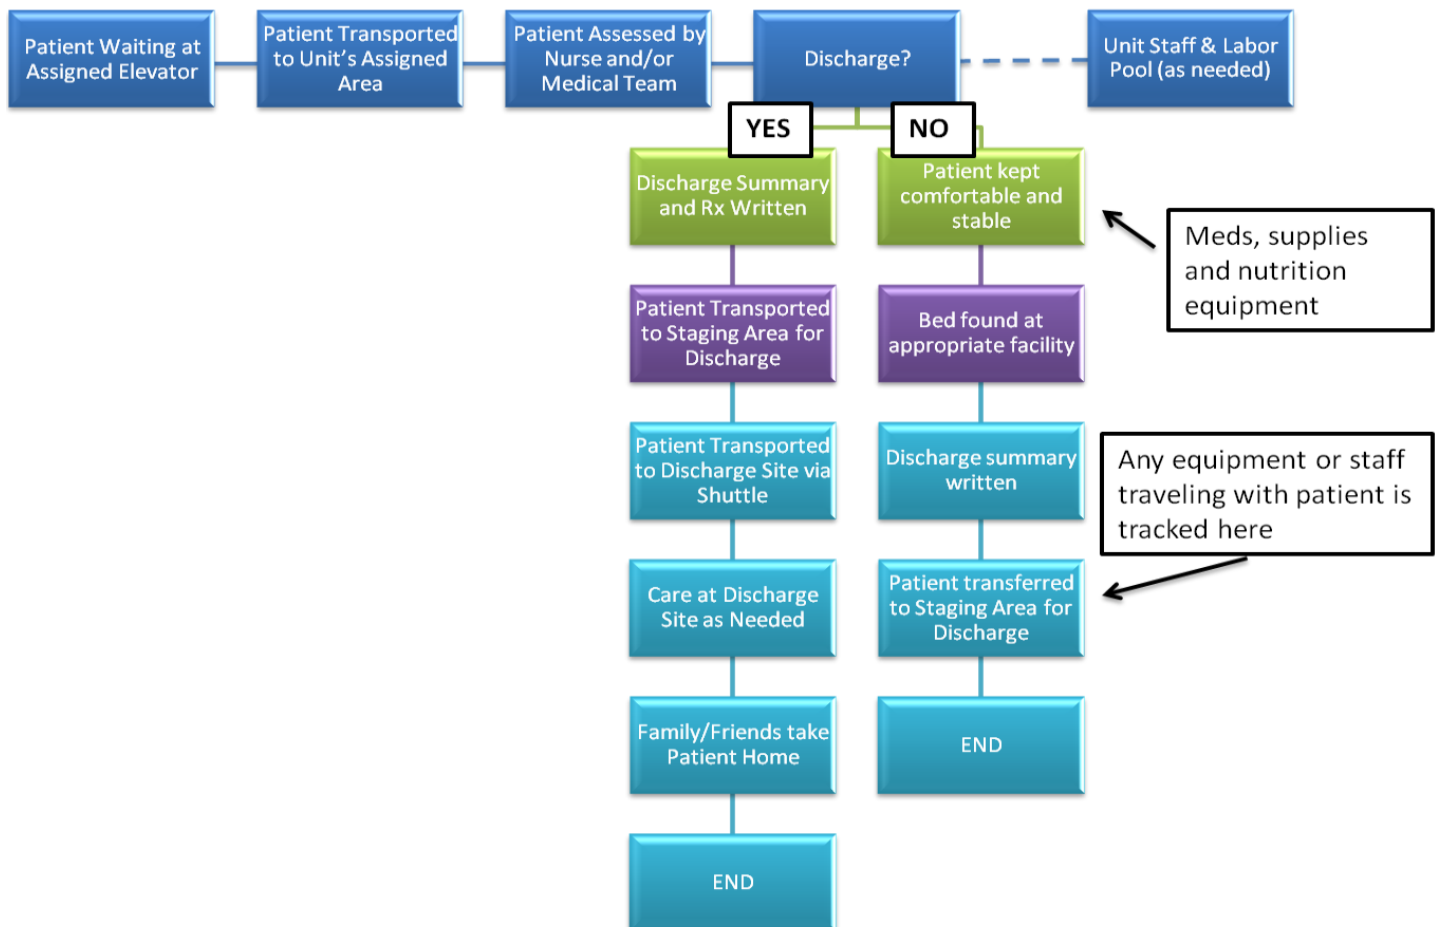 Patient Waiting at
Assigned Elevator
Patient Transported
to Unit's Assigned
Area
Patient Assessed by
Nurse and/or
Medical Team
Discharge?
Unit Staff & Labor
Pool (as needed)
YES
NO
Discharge Summary
and Rx Written
Patient kept
comfortable and
stable
Meds, supplies
and nutrition
equipment
Patient Transported
to Staging Area for
Discharge
Bed found at
appropriate facility
Patient Transported
to Discharge Site via
Shuttle
Discharge summary
written
Any equipment or staff
traveling with patient is
tracked here
Care at Discharge
Site as Needed
Patient transferred
to Staging Area for
Discharge
Family/Friends take
Patient Home
END
END